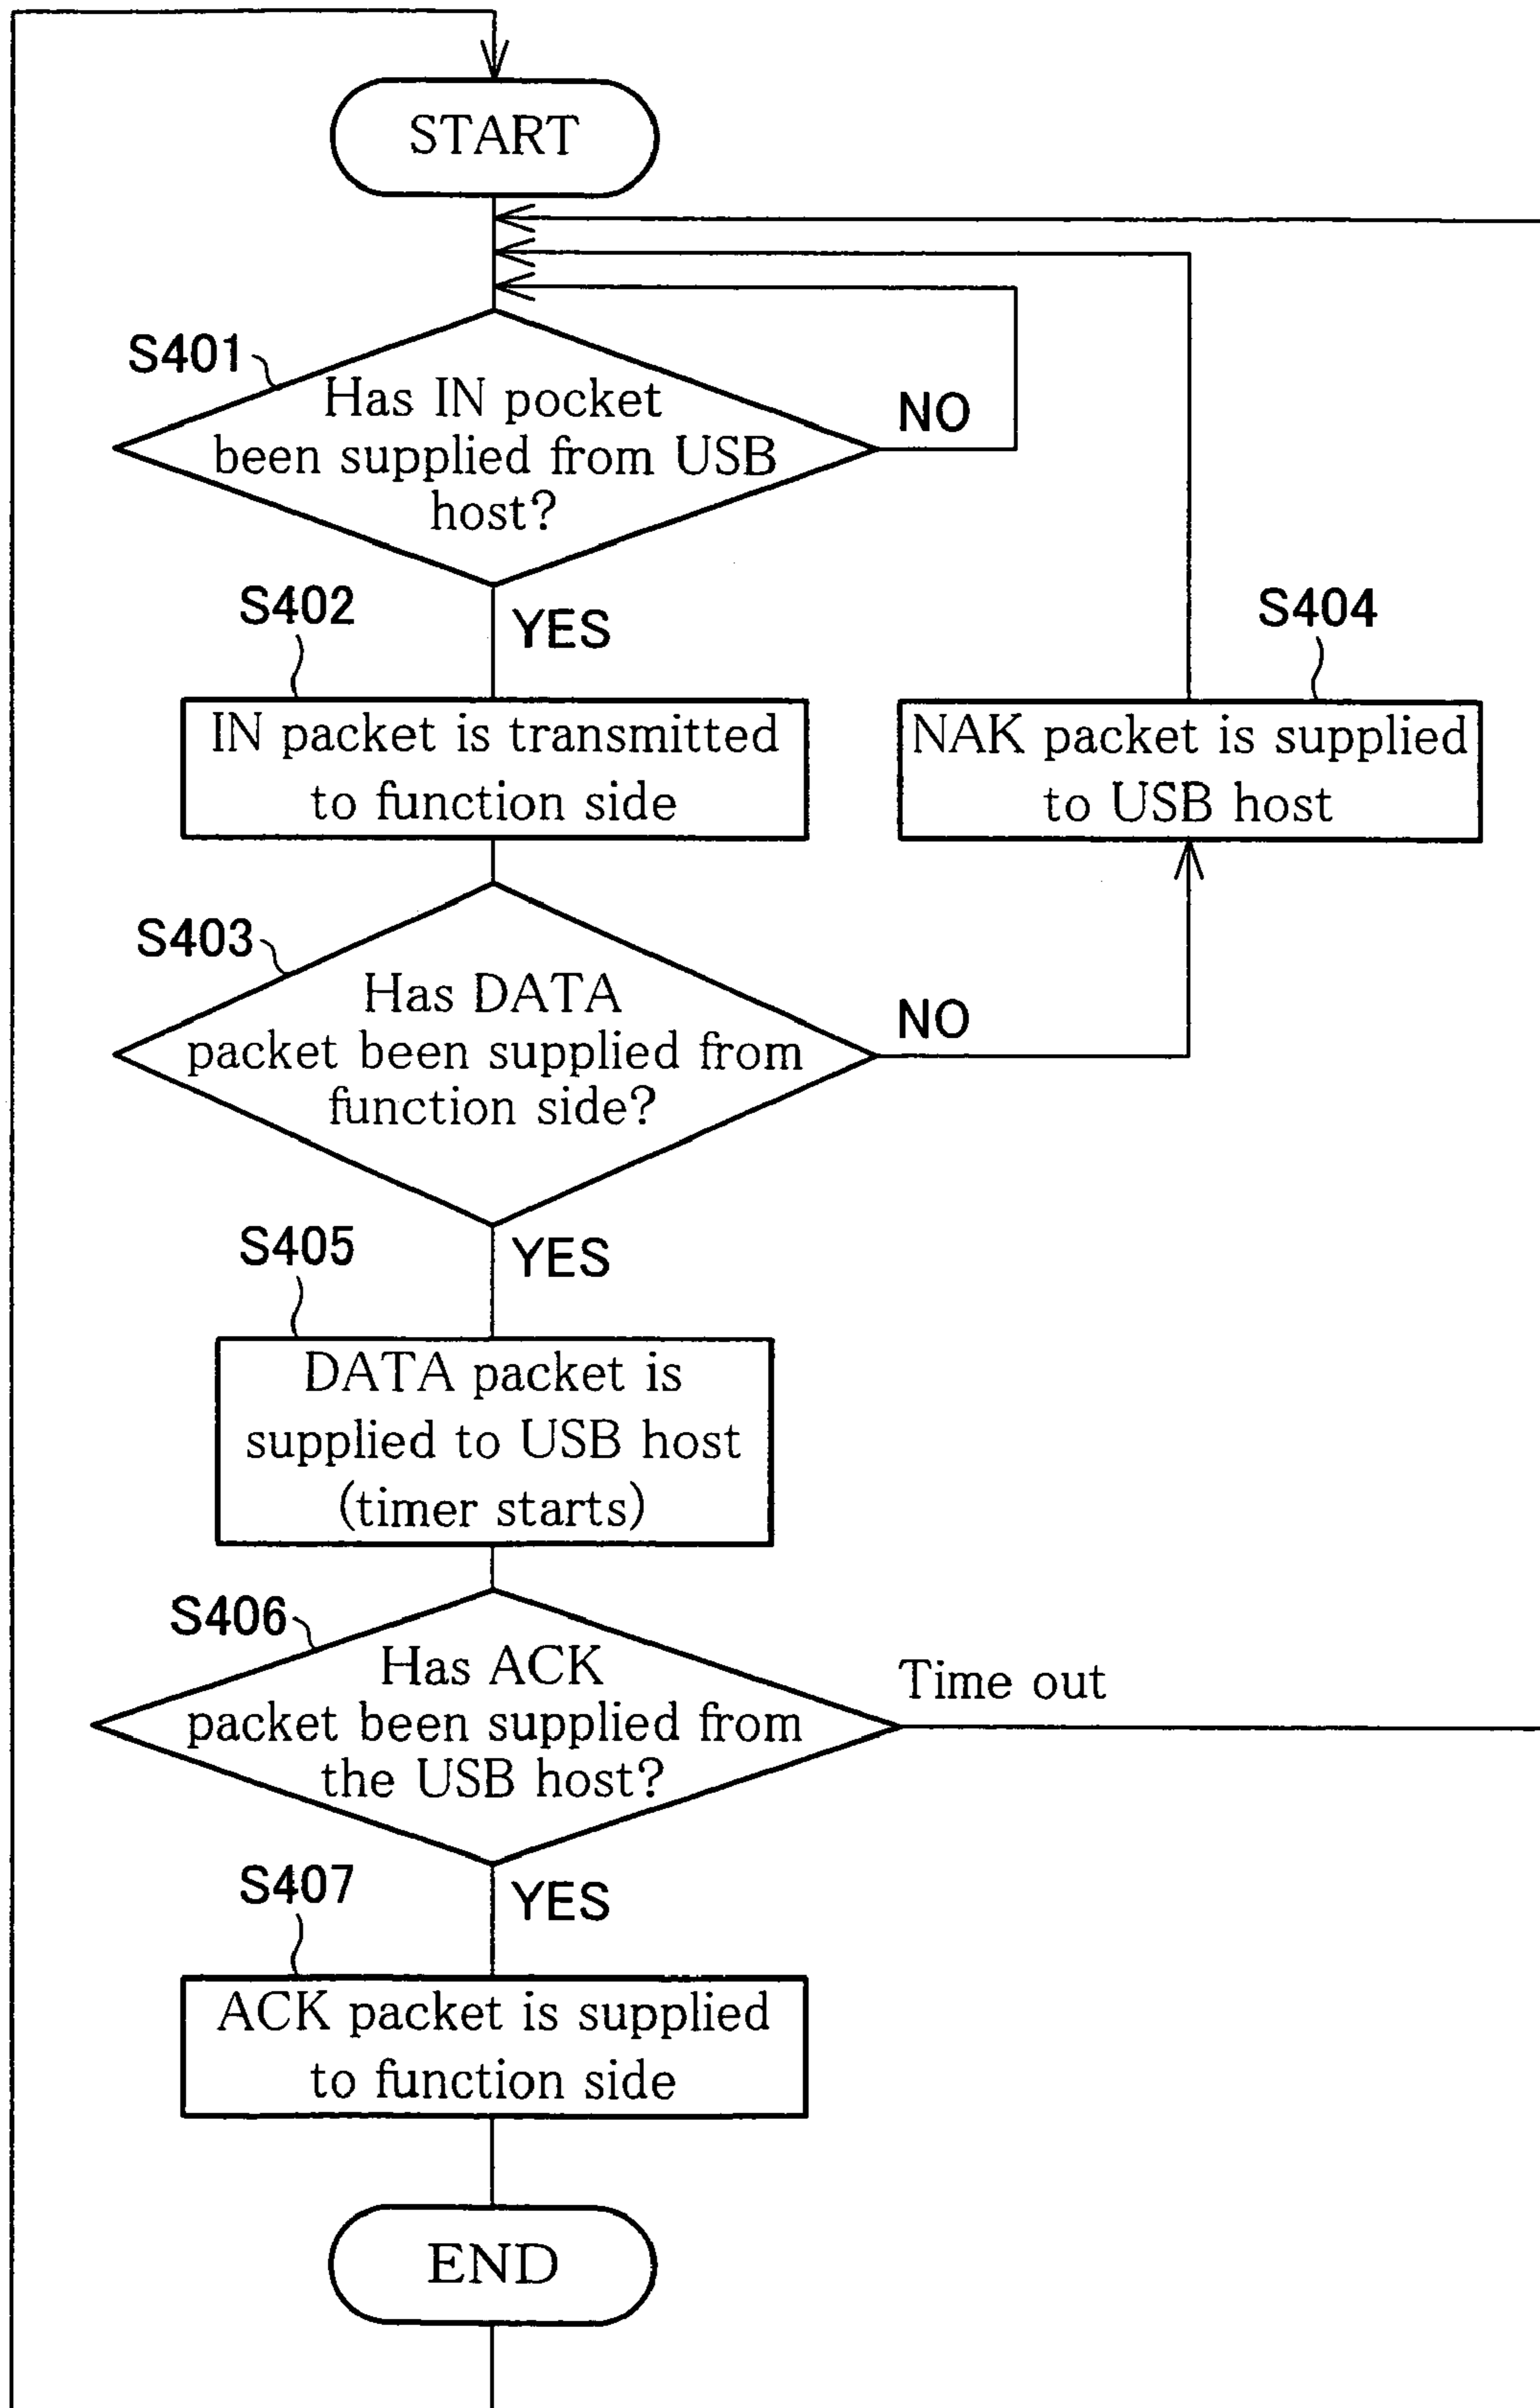 START
S401
Has IN pocket
been supplied from USB
host?
NO
YES
S402
IN packet is transmitted
to function side
S404
NAK packet is supplied
to USB host
S403
Has DATA
packet been supplied from
function side?
NO
YES
S405
DATA packet is
supplied to USB host
(timer starts)
S406
Has ACK
packet been supplied from
the USB host?
Time out
YES
S407
ACK packet is supplied
to function side
END